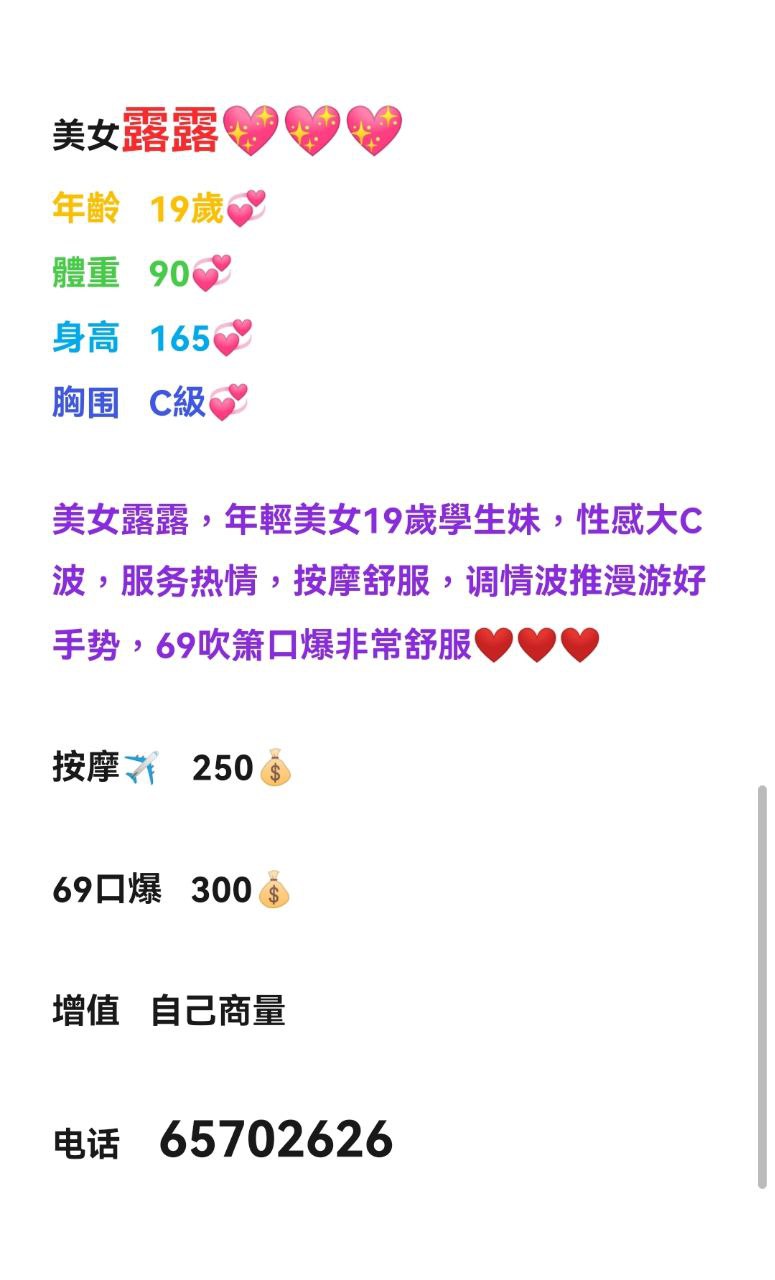 美女露露💖💖💖
年齡 19歲💞
體重 90💞
身高 165💞
胸围 C級💞
美女露露，年輕美女19歲學生妹，性感大C
波，服务热情，按摩舒服，调情波推漫游好
手势，69吹箫口爆非常舒服❤️❤️❤️
按摩✈️ 250💰
69口爆 300💰
增值 自己商量
电话 65702626